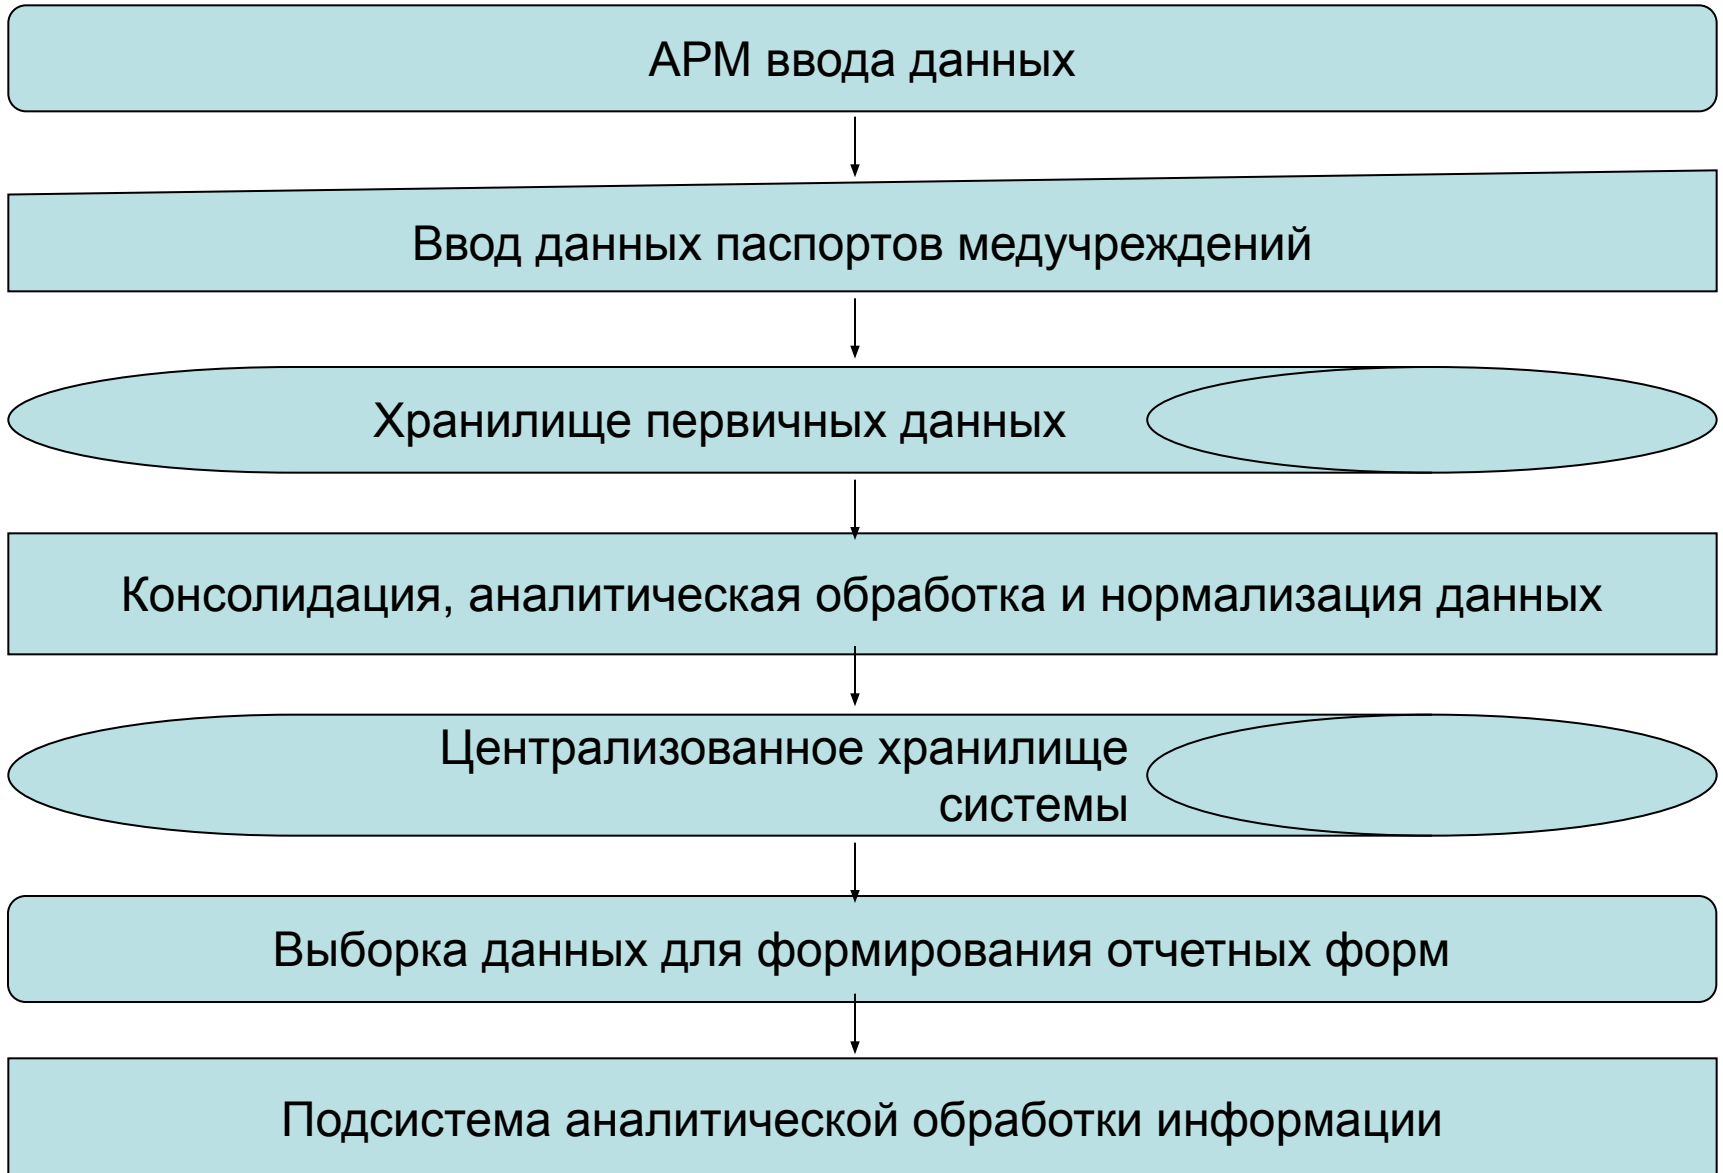 АРМ ввода данных
Ввод данных паспортов медучреждений
Хранилище первичных данных
Консолидация, аналитическая обработка и нормализация данных
Централизованное хранилище
системы
Выборка данных для формирования отчетных форм
Подсистема аналитической обработки информации